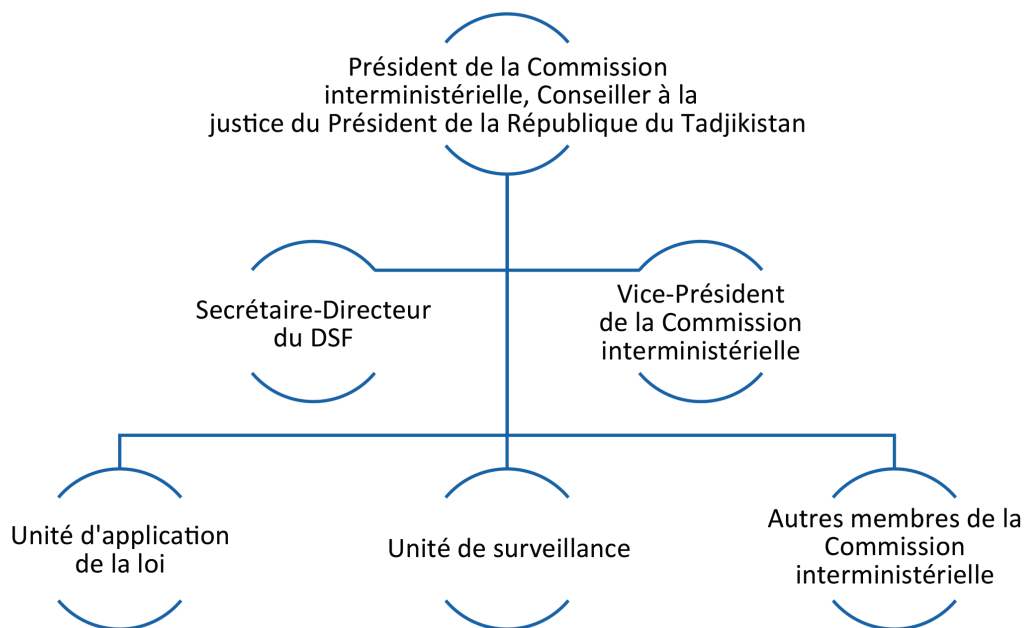 Président de la Commission
interministérielle, Conseiller à la
justice du Président de la République du Tadjikistan
Secrétaire-Directeur
du DSF
Vice-Président
de la Commission
interministérielle
Unité d'application
de la loi
Unité de surveillance
Autres membres de la
Commission
interministérielle